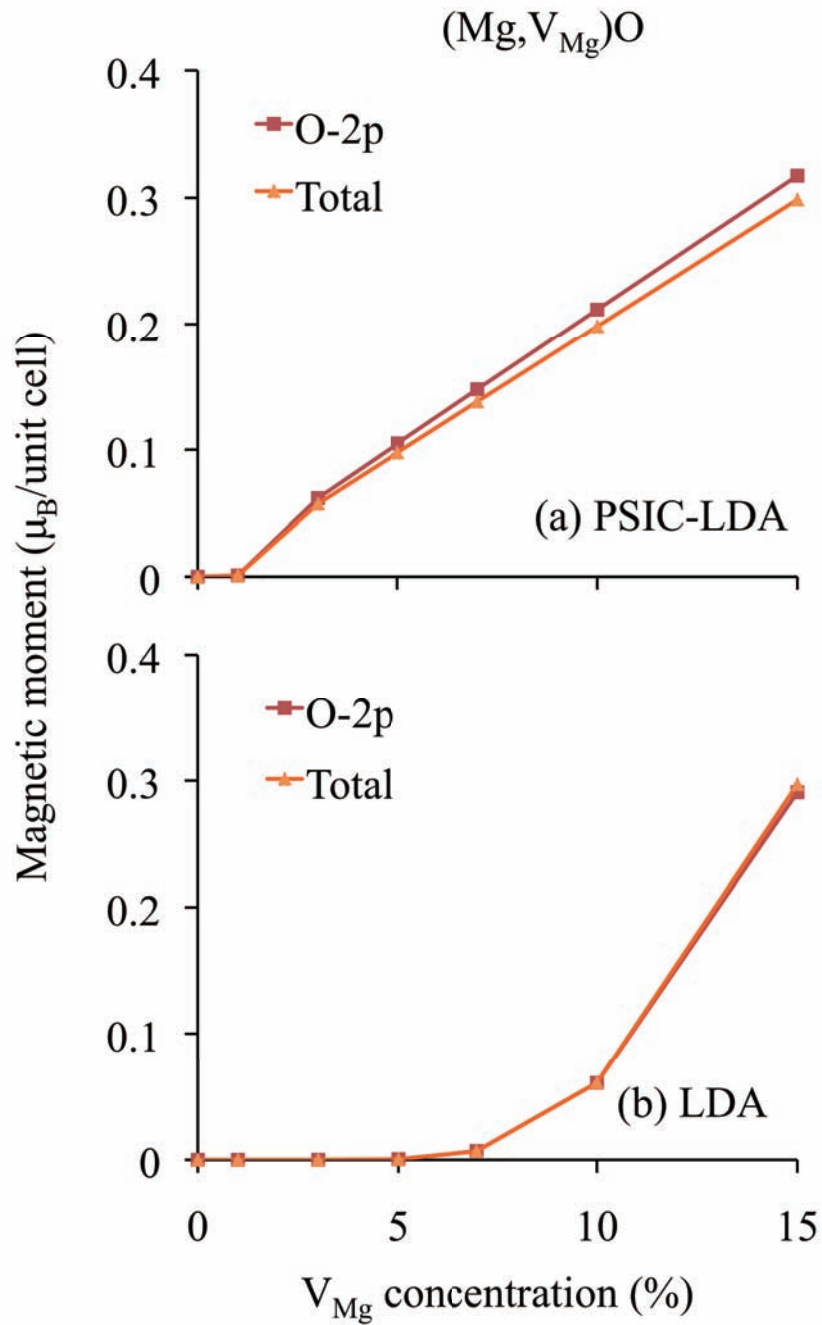 (Mg,V_Mg)O
0.4
O-2p
Total
0.3
0.2
0.1
0
(a) PSIC-LDA
Magnetic moment (μ_B/unit cell)
0.4
O-2p
Total
0.3
0.2
0.1
0
(b) LDA
0 5 10 15
V_Mg concentration (%)